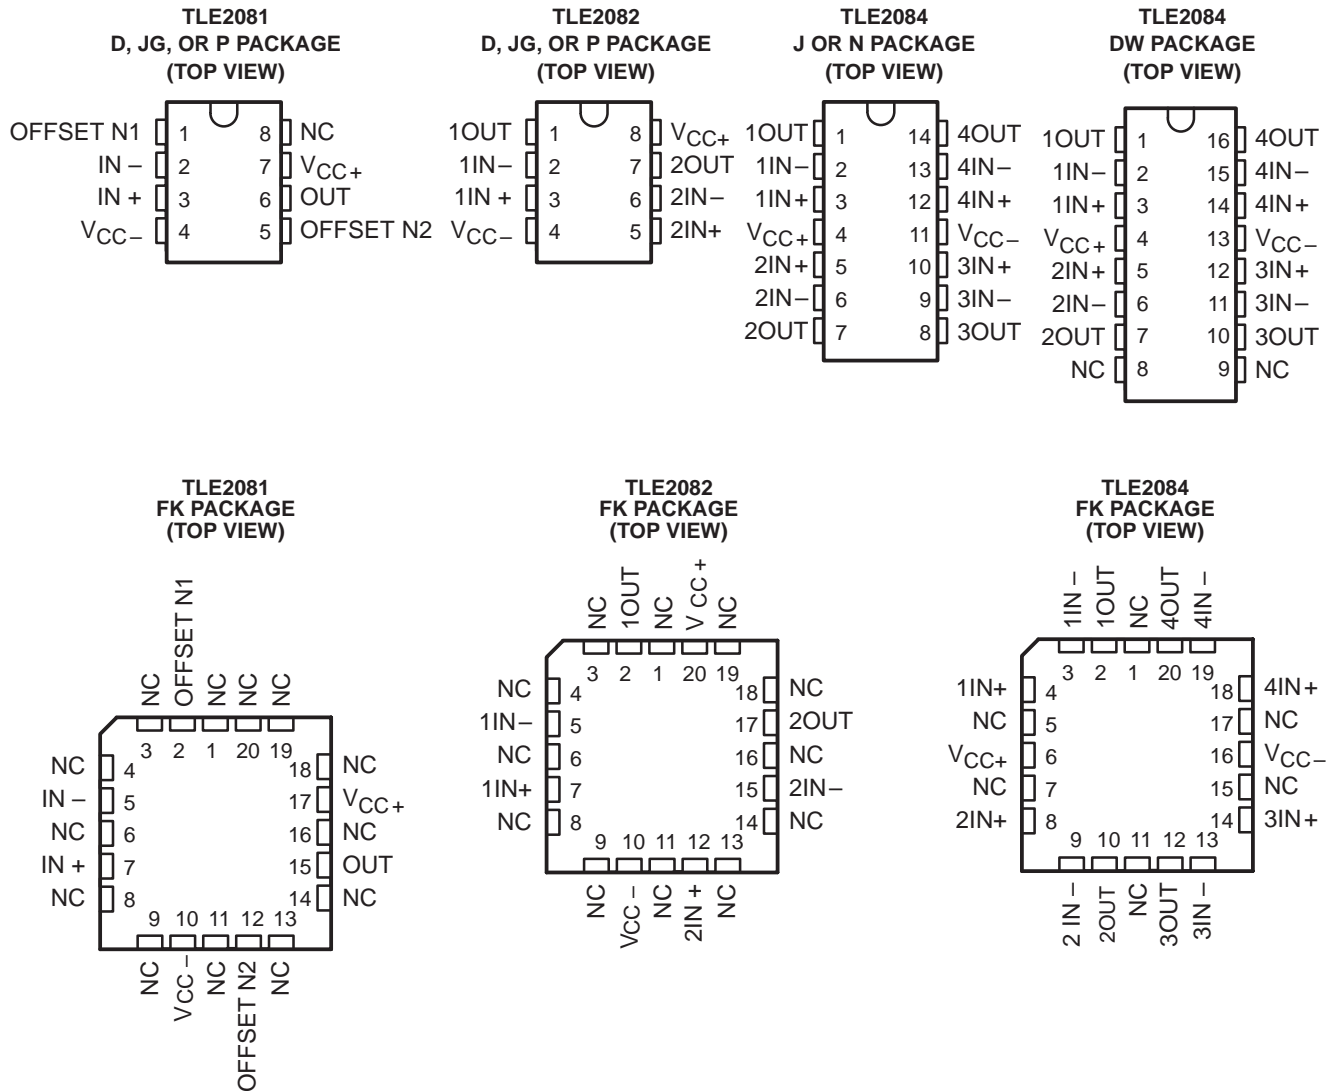 TLE2081
D, JG, OR P PACKAGE
(TOP VIEW)
OFFSET N1 1 8 NC
IN – 2 7 VCC+
IN + 3 6 OUT
VCC– 4 5 OFFSET N2
TLE2082
D, JG, OR P PACKAGE
(TOP VIEW)
1OUT 1 8 VCC+
1IN– 2 7 2OUT
1IN + 3 6 2IN–
VCC– 4 5 2IN+
TLE2084
J OR N PACKAGE
(TOP VIEW)
1OUT 1 14 4OUT
1IN– 2 13 4IN–
1IN+ 3 12 4IN+
VCC+ 4 11 VCC–
2IN+ 5 10 3IN+
2IN– 6 9 3IN–
2OUT 7 8 3OUT
TLE2084
DW PACKAGE
(TOP VIEW)
1OUT 1 16 4OUT
1IN– 2 15 4IN–
1IN+ 3 14 4IN+
VCC+ 4 13 VCC–
2IN+ 5 12 3IN+
2IN– 6 11 3IN–
2OUT 7 10 3OUT
NC 8 9 NC
TLE2081
FK PACKAGE
(TOP VIEW)
NC OFFSET N1 NC NC NC
3 2 1 20 19
NC 4 18 NC
IN – 5 17 VCC+
NC 6 16 NC
IN + 7 15 OUT
NC 8 14 NC
9 10 11 12 13
NC VCC – NC OFFSET N2 NC
TLE2082
FK PACKAGE
(TOP VIEW)
NC 1OUT NC VCC + NC
3 2 1 20 19
NC 4 18 NC
1IN– 5 17 2OUT
NC 6 16 NC
1IN+ 7 15 2IN–
NC 8 14 NC
9 10 11 12 13
NC VCC – NC 2IN + NC
TLE2084
FK PACKAGE
(TOP VIEW)
1IN – 1OUT NC 4OUT 4IN –
3 2 1 20 19
1IN+ 4 18 4IN+
NC 5 17 NC
VCC+ 6 16 VCC–
NC 7 15 NC
2IN+ 8 14 3IN+
9 10 11 12 13
2 IN – 2OUT NC 3OUT 3IN –